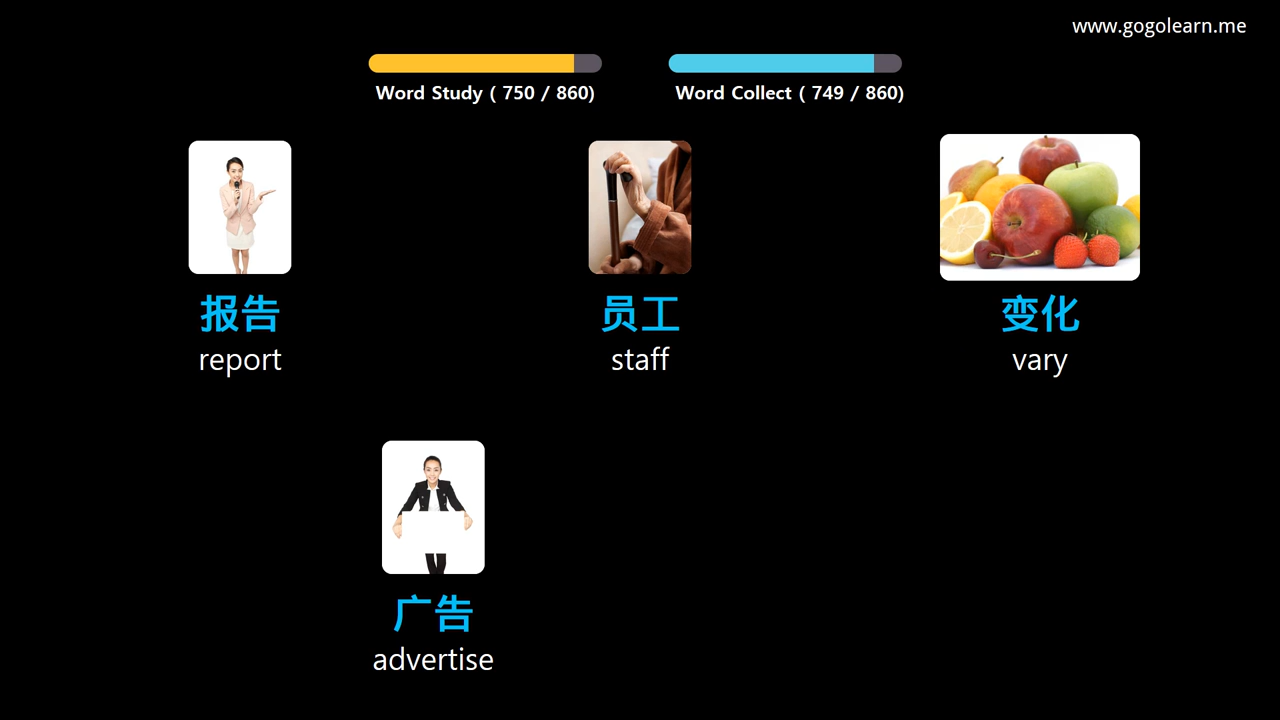 www.gogolearn.me
Word Study ( 750 / 860)
Word Collect ( 749 / 860)
报告
report
员工
staff
变化
vary
广告
advertise